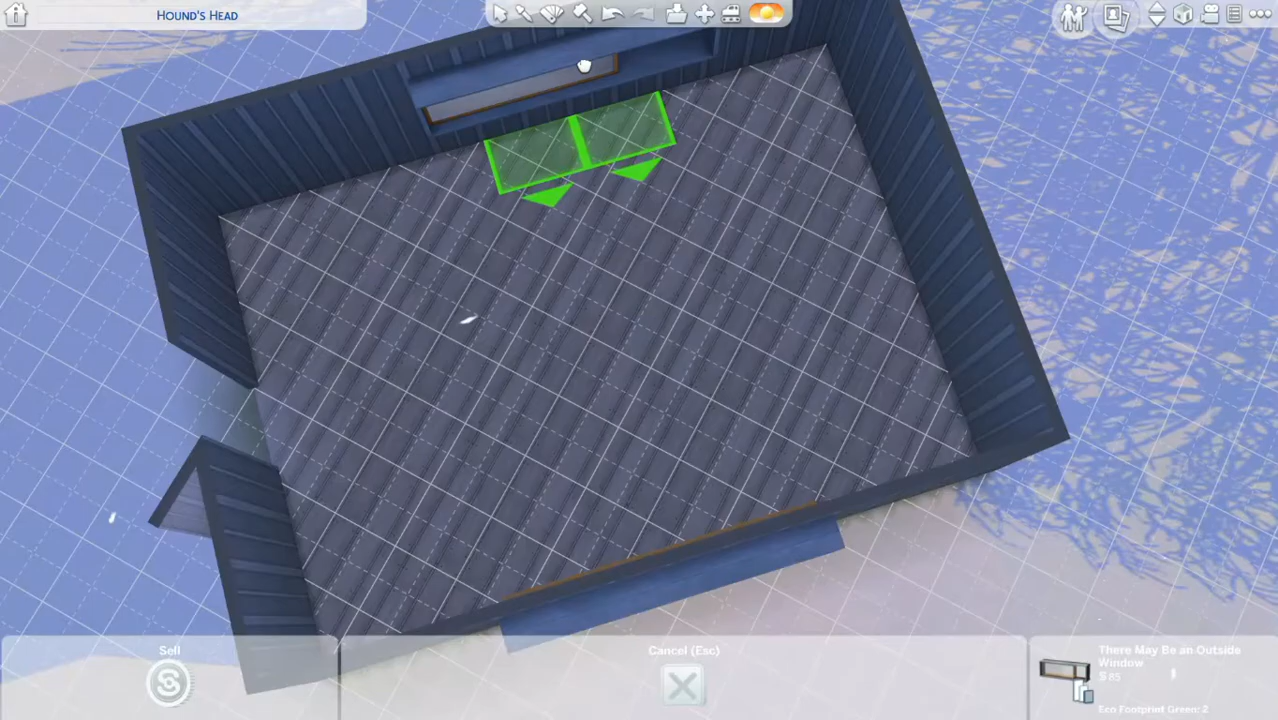 HOUND'S HEAD
Sell
Cancel (Esc)
There May Be an Outside
Window
§85
Eco Footprint Green: 2